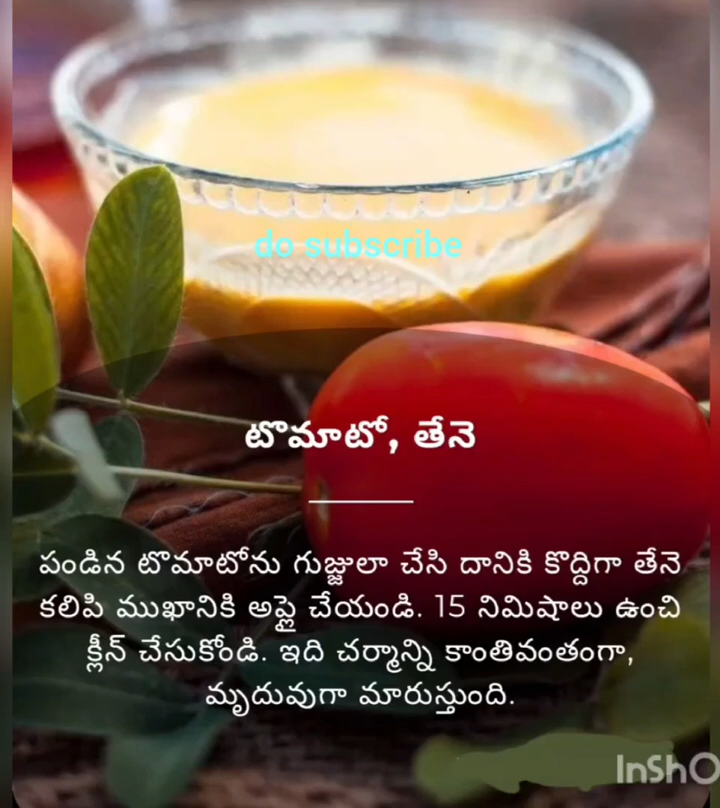 do subscribe
టొమాటో, తేనె
పండిన టొమాటోను గుజ్జులా చేసి దానికి కొద్దిగా తేనె
కలిపి ముఖానికి అప్లై చేయండి. 15 నిమిషాలు ఉంచి
క్లీన్ చేసుకోండి. ఇది చర్మాన్ని కాంతివంతంగా,
మృదువుగా మారుస్తుంది.
InShO